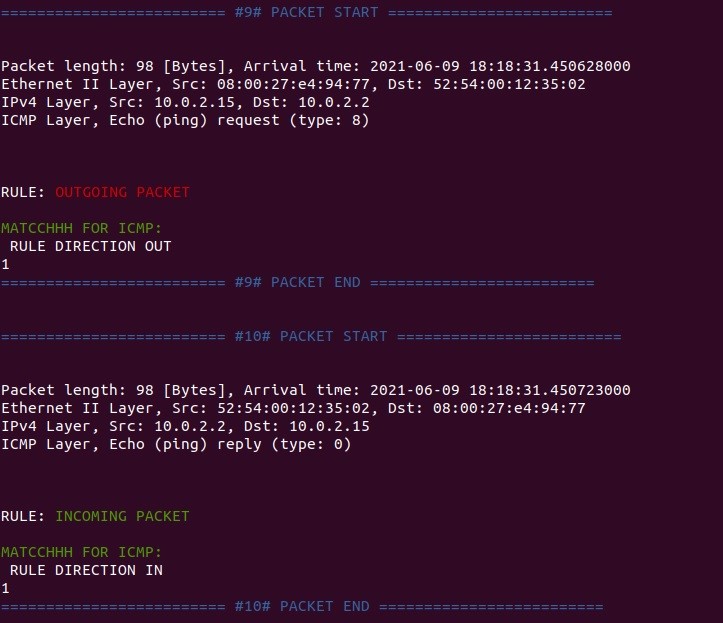 ========================= #9# PACKET START =========================
Packet length: 98 [Bytes], Arrival time: 2021-06-09 18:18:31.450628000
Ethernet II Layer, Src: 08:00:27:e4:94:77, Dst: 52:54:00:12:35:02
IPv4 Layer, Src: 10.0.2.15, Dst: 10.0.2.2
ICMP Layer, Echo (ping) request (type: 8)
RULE: OUTGOING PACKET
MATCCHHH FOR ICMP:
RULE DIRECTION OUT
1
========================= #9# PACKET END =========================
========================= #10# PACKET START =========================
Packet length: 98 [Bytes], Arrival time: 2021-06-09 18:18:31.450723000
Ethernet II Layer, Src: 52:54:00:12:35:02, Dst: 08:00:27:e4:94:77
IPv4 Layer, Src: 10.0.2.2, Dst: 10.0.2.15
ICMP Layer, Echo (ping) reply (type: 0)
RULE: INCOMING PACKET
MATCCHHH FOR ICMP:
RULE DIRECTION IN
1
========================= #10# PACKET END =========================